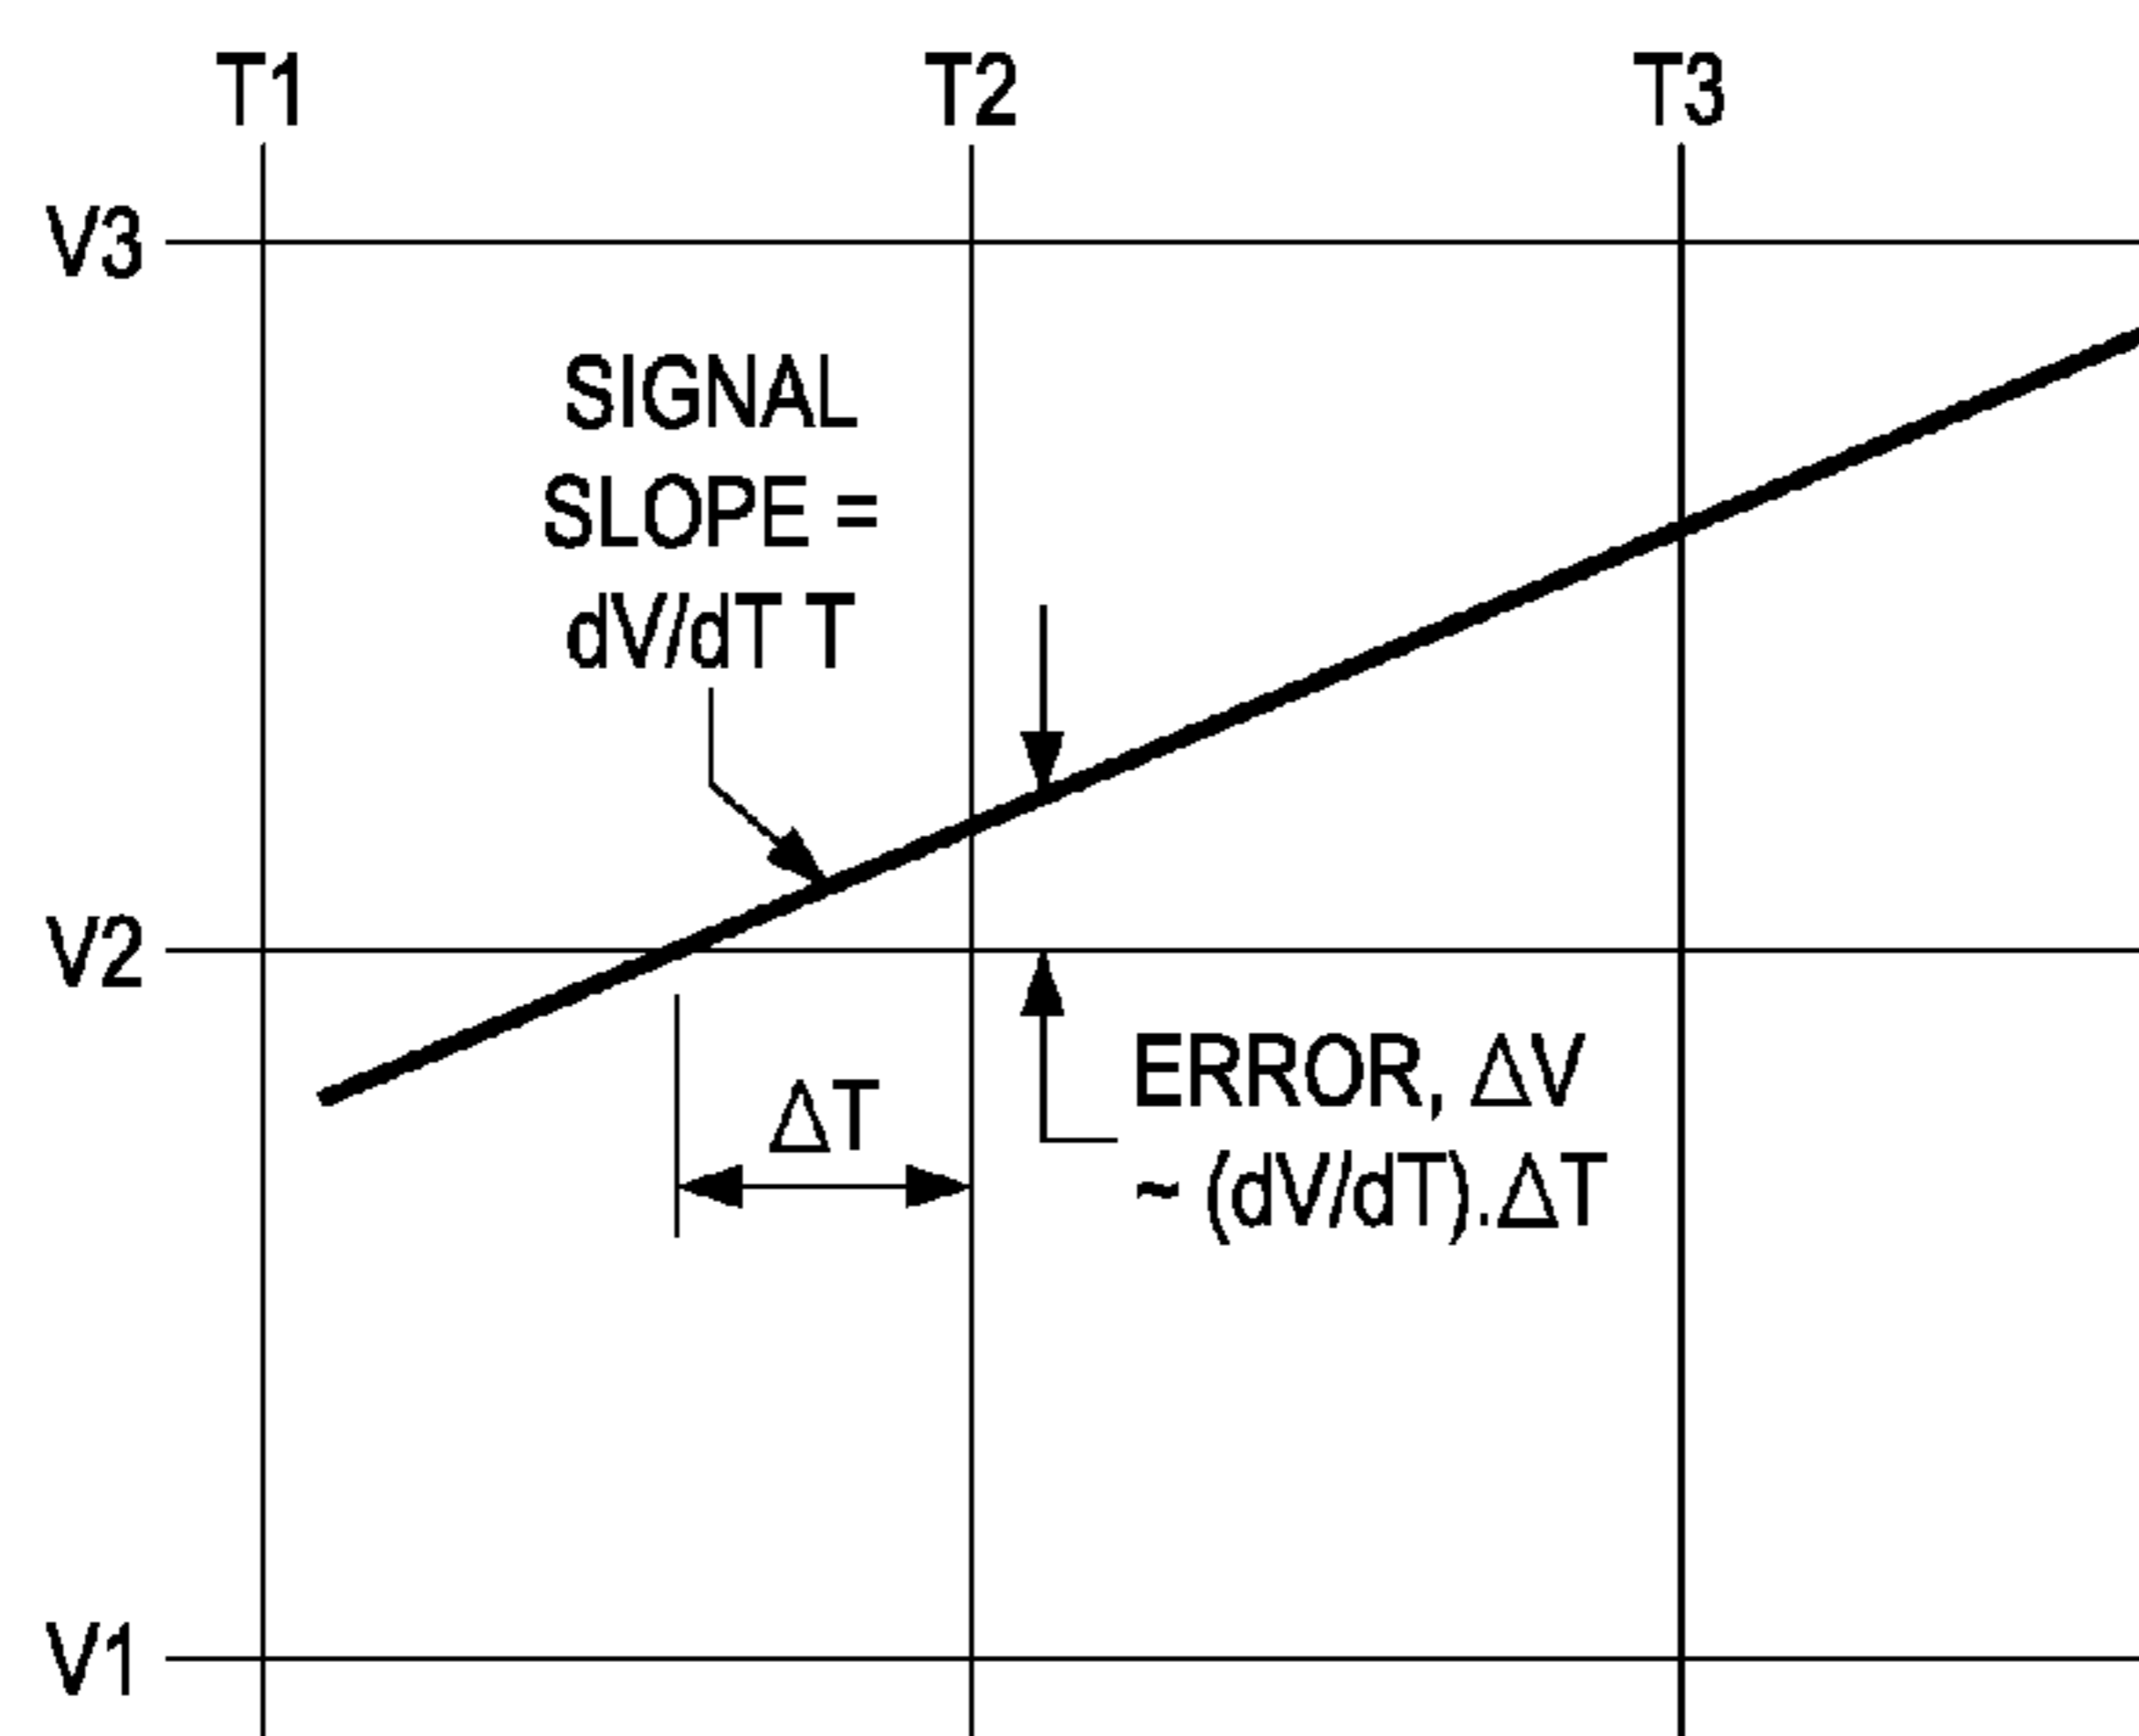 T1
T2
T3
V3
SIGNAL
SLOPE =
dV/dT T
V2
ERROR, ΔV
~ (dV/dT).ΔT
ΔT
V1